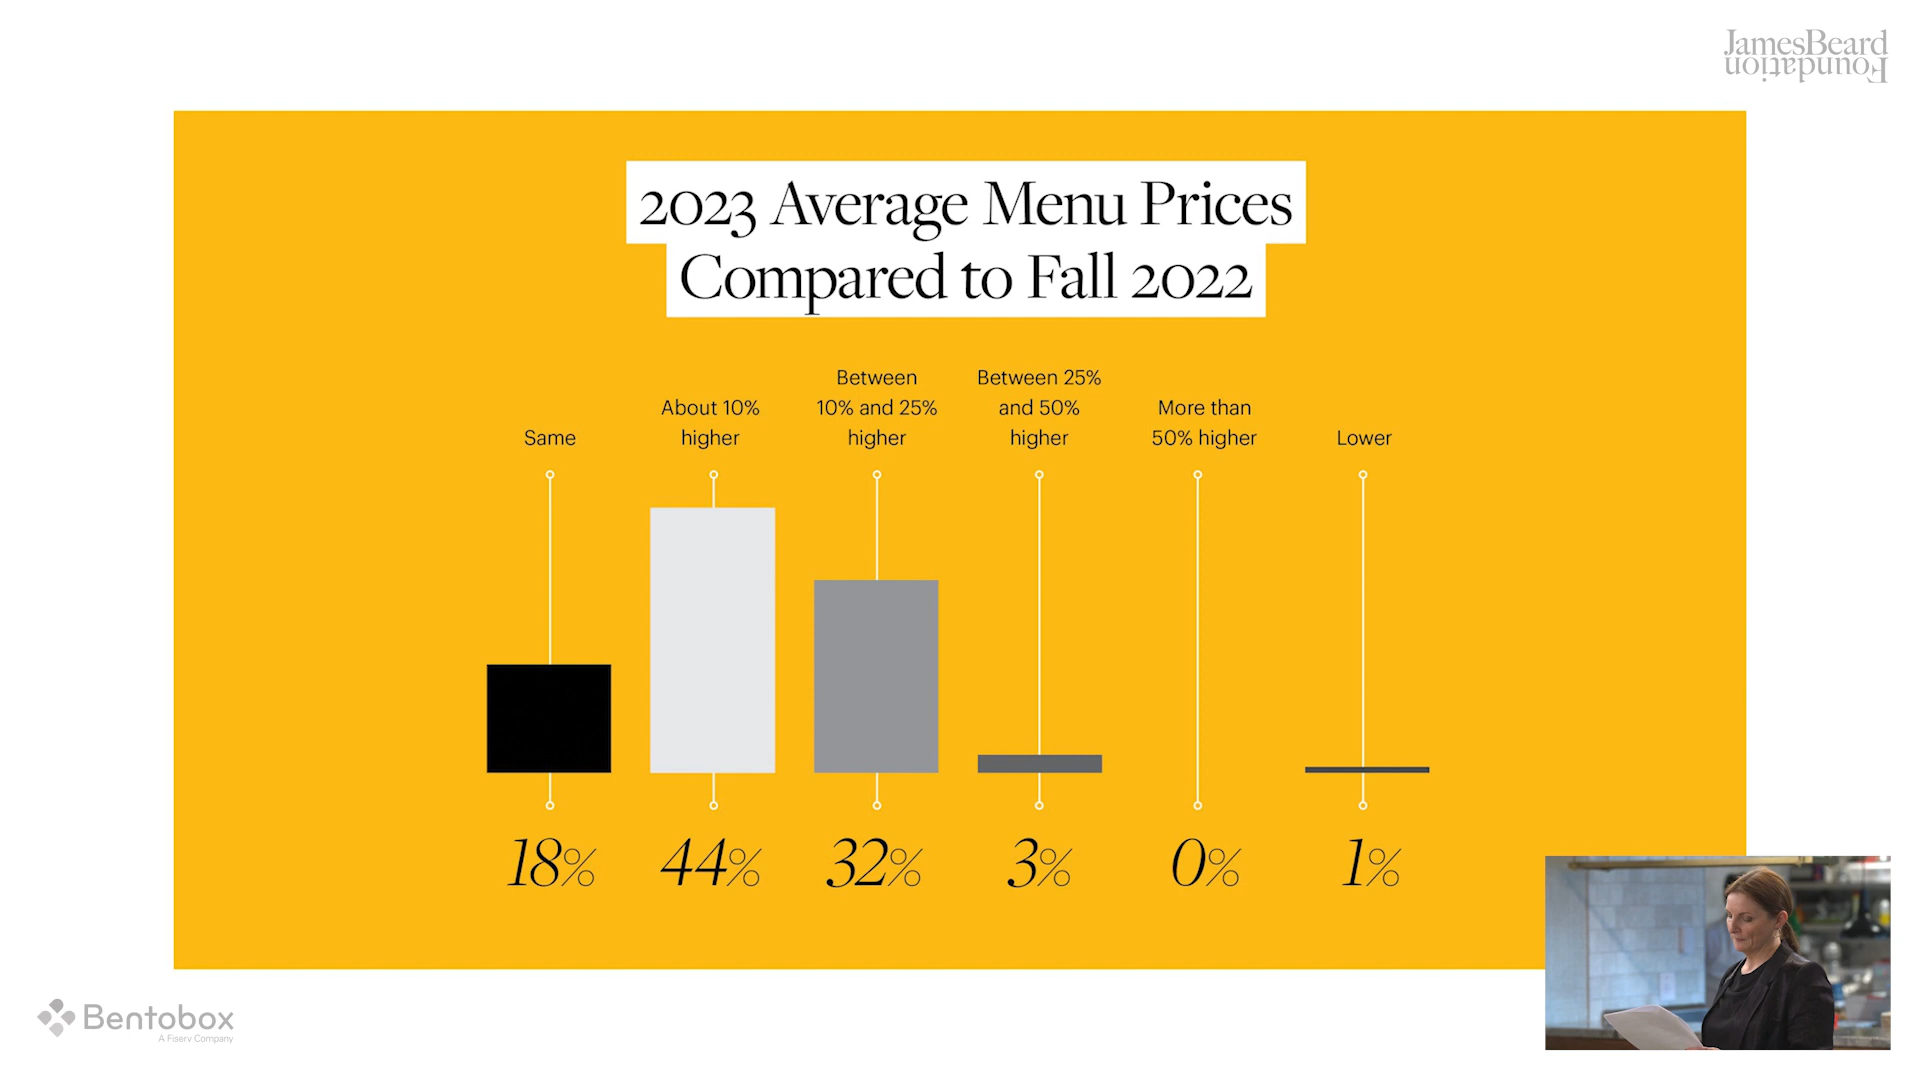 JamesBeard
Foundation
2023 Average Menu Prices
Compared to Fall 2022
Same
About 10%
higher
Between
10% and 25%
higher
Between 25%
and 50%
higher
More than
50% higher
Lower
18%
44%
32%
3%
0%
1%
Bentobox
A Fiserv Company